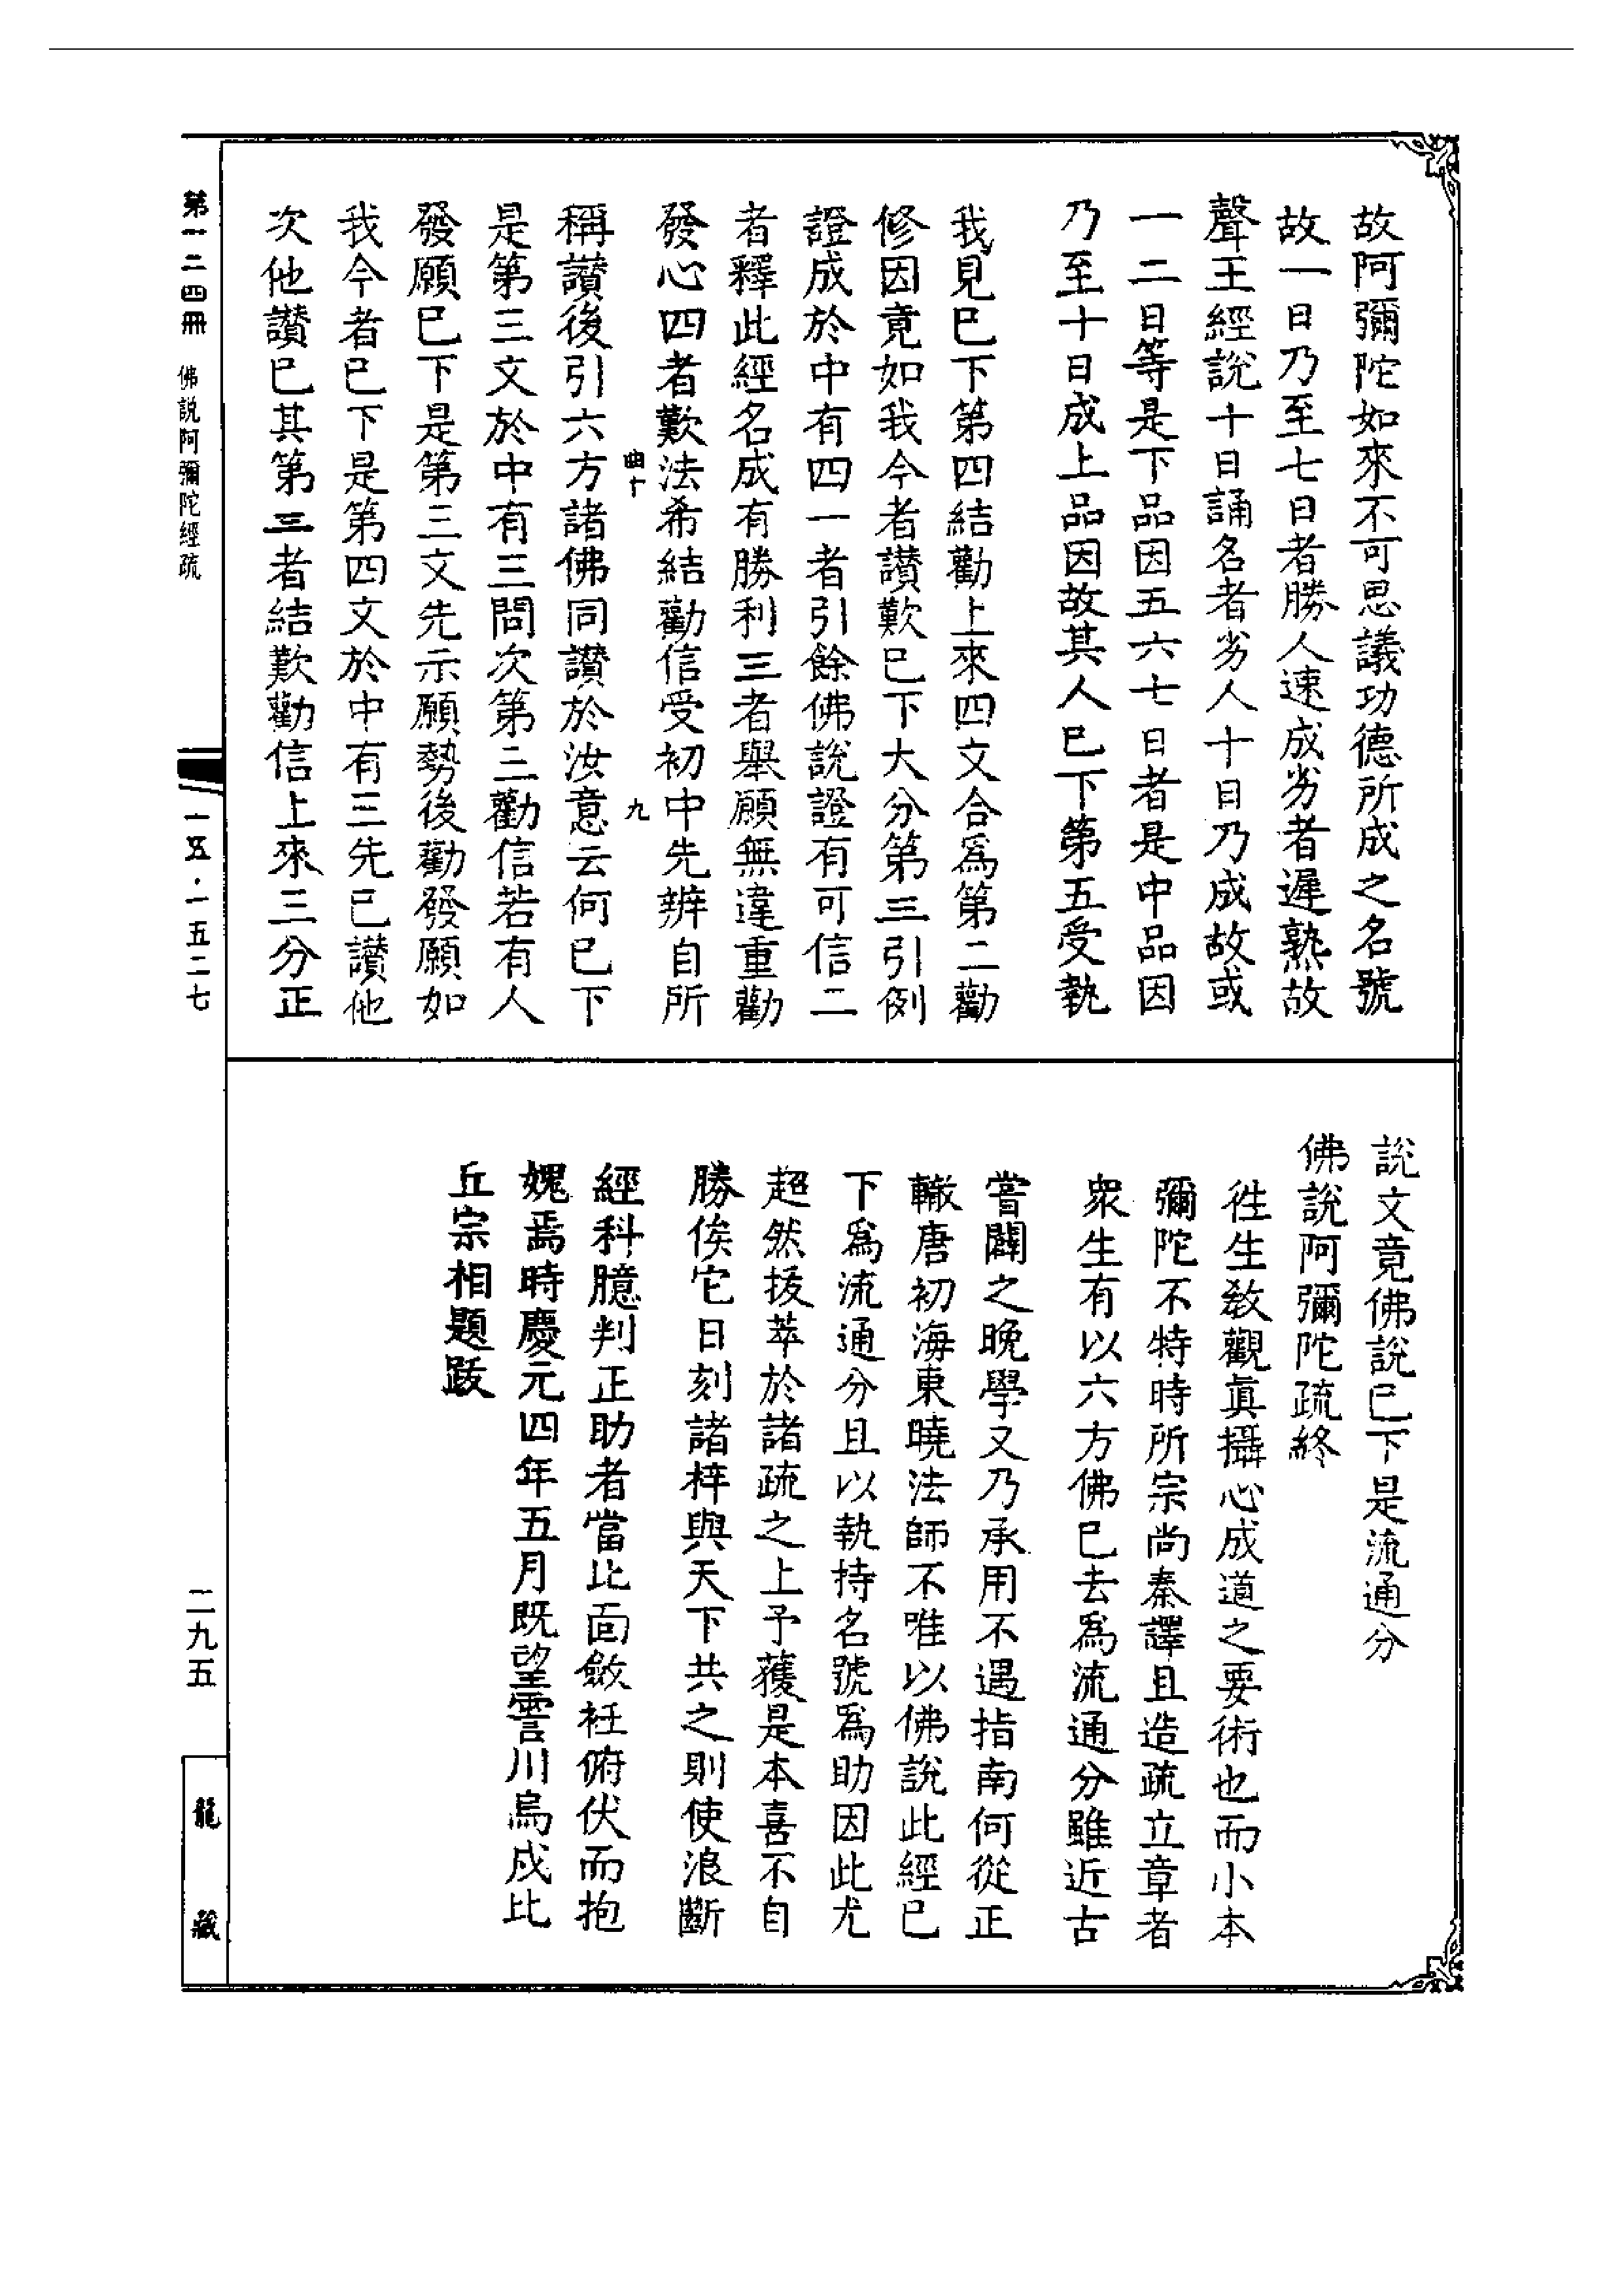 故阿彌陀如來不可思議功德所成之名號
故一日乃至七日者勝人速成劣者遲熟故
聲王經說十日誦名者劣人十日乃成故或
一二日等是下品因五六七日者是中品因
乃至十日成上品因故其人已下第五受執
我見已下第四結勸上來四文合爲第二勸
修因竟如我今者讚歎已下大分第三引例
證成於中有四一者引餘佛說證有可信二
者釋此經名成有勝利三者舉願無違重勸
發心四者歎法希結勸信受初中先辨自所
曲十 九
稱讚後引六方諸佛同讚於汝意云何已下
是第三文於中有三問次第三勸信若有人
發願已下是第三文先示願勢後勸發願如
我今者已下是第四文於中有三先已讚他
次他讚已其第三者結歎勸信上來三分正
第一二四冊 佛說阿彌陀經疏
一五·一五二七
說文竟佛說已下是流通分
佛說阿彌陀疏終
徃生敎觀眞攝心成道之要術也而小本
彌陀不特時所宗尚秦譯且造疏立章者
衆生有以六方佛已去爲流通分雖近古
嘗闢之晚學又乃承用不遇指南何從正
轍唐初海東曉法師不唯以佛說此經已
下爲流通分且以執持名號爲助因此尤
超然拔萃於諸疏之上予獲是本喜不自
勝俟它日刻諸梓與天下共之則使浪斷
經科臆判正助者當比面斂衽俯伏而抱
媿焉時慶元四年五月既望霅川烏戍比
丘宗相題跋
二九五
龍藏